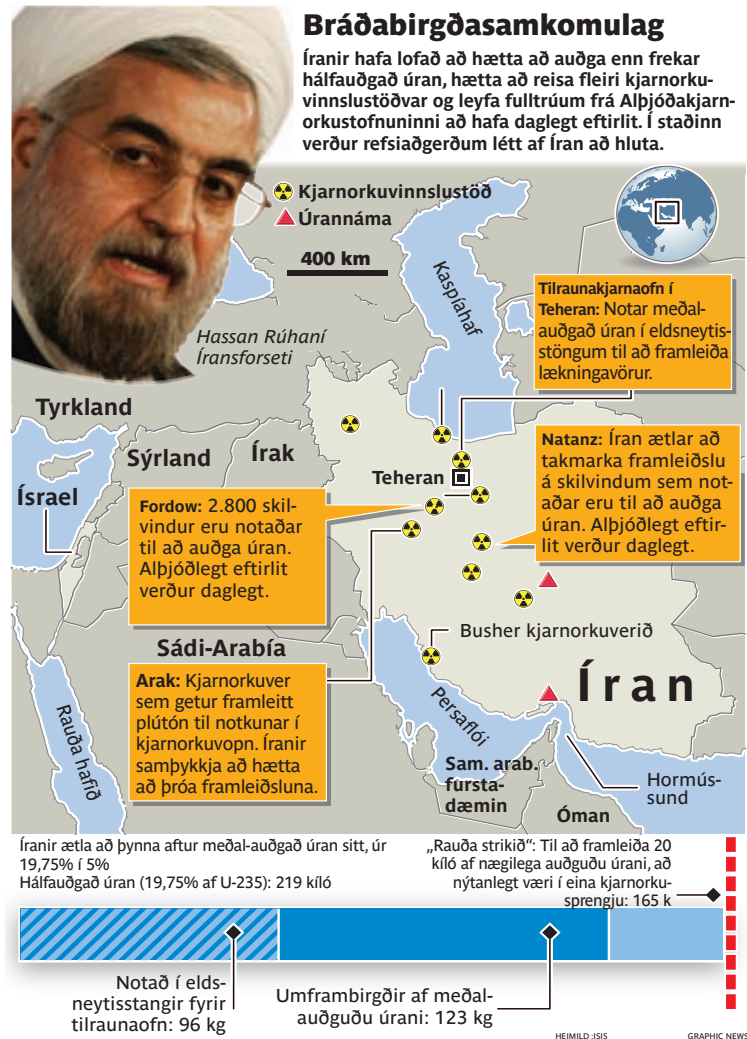 Bráðabirgðasamkomulag
Íranir hafa lofað að hætta að auðga enn frekar
hálfauðgað úran, hætta að reisa fleiri kjarnorku-
vinnslustöðvar og leyfa fulltrúum frá Alþjóðakjarn-
orkustofnuninni að hafa daglegt eftirlit. Í staðinn
verður refsiaðgerðum létt af Íran að hluta.
Kjarnorkuvinnslustöð
Úrannáma
400 km
Hassan Rúhaní
Íransforseti
Kaspíahaf
Tilraunakjarnaofn í
Teheran: Notar meðal-
auðgað úran í eldsneytis-
stöngum til að framleiða
lækningavörur.
Tyrkland
Sýrland
Írak
Ísrael
Teheran
Natanz: Íran ætlar að
takmarka framleiðslu
á skilvindum sem not-
aðar eru til að auðga
úran. Alþjóðlegt eftir-
lit verður daglegt.
Fordow: 2.800 skil-
vindur eru notaðar
til að auðga úran.
Alþjóðlegt eftirlit
verður daglegt.
Sádi-Arabía
Busher kjarnorkuverið
Arak: Kjarnorkuver
sem getur framleitt
plútón til notkunar í
kjarnorkuvopn. Íranir
samþykkja að hætta
að þróa framleiðsluna.
Íran
Rauða hafið
Persaflói
Sam. arab.
fursta-
dæmin
Óman
Hormús-
sund
Íranir ætla að þynna aftur meðal-auðgað úran sitt, úr
19,75% í 5%
Hálfauðgað úran (19,75% af U-235): 219 kíló
„Rauða strikið“: Til að framleiða 20
kíló af nægilega auðguðu úrani, að
nýtanlegt væri í eina kjarnorku-
sprengju: 165 k
Notað í elds-
neytisstangir fyrir
tilraunaofn: 96 kg
Umframbirgðir af meðal-
auðguðu úrani: 123 kg
HEIMILD :ISIS
GRAPHIC NEWS